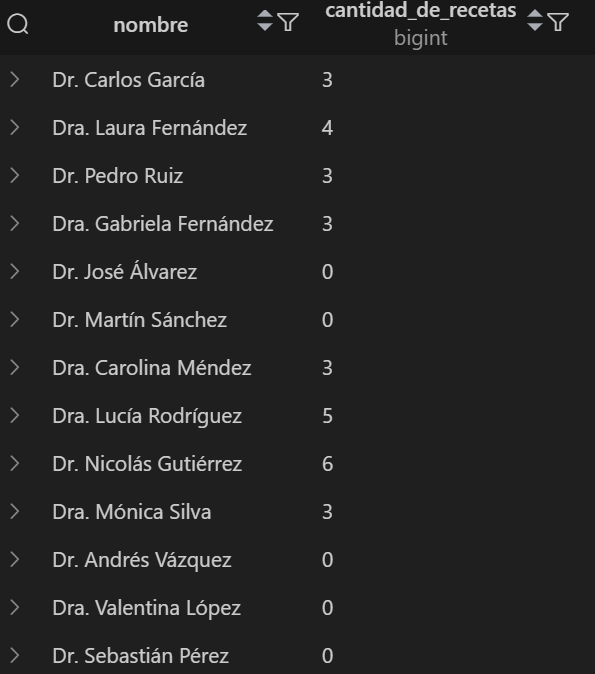 nombre cantidad_de_recetas
bigint
Dr. Carlos García 3
Dra. Laura Fernández 4
Dr. Pedro Ruiz 3
Dra. Gabriela Fernández 3
Dr. José Álvarez 0
Dr. Martín Sánchez 0
Dra. Carolina Méndez 3
Dra. Lucía Rodríguez 5
Dr. Nicolás Gutiérrez 6
Dra. Mónica Silva 3
Dr. Andrés Vázquez 0
Dra. Valentina López 0
Dr. Sebastián Pérez 0